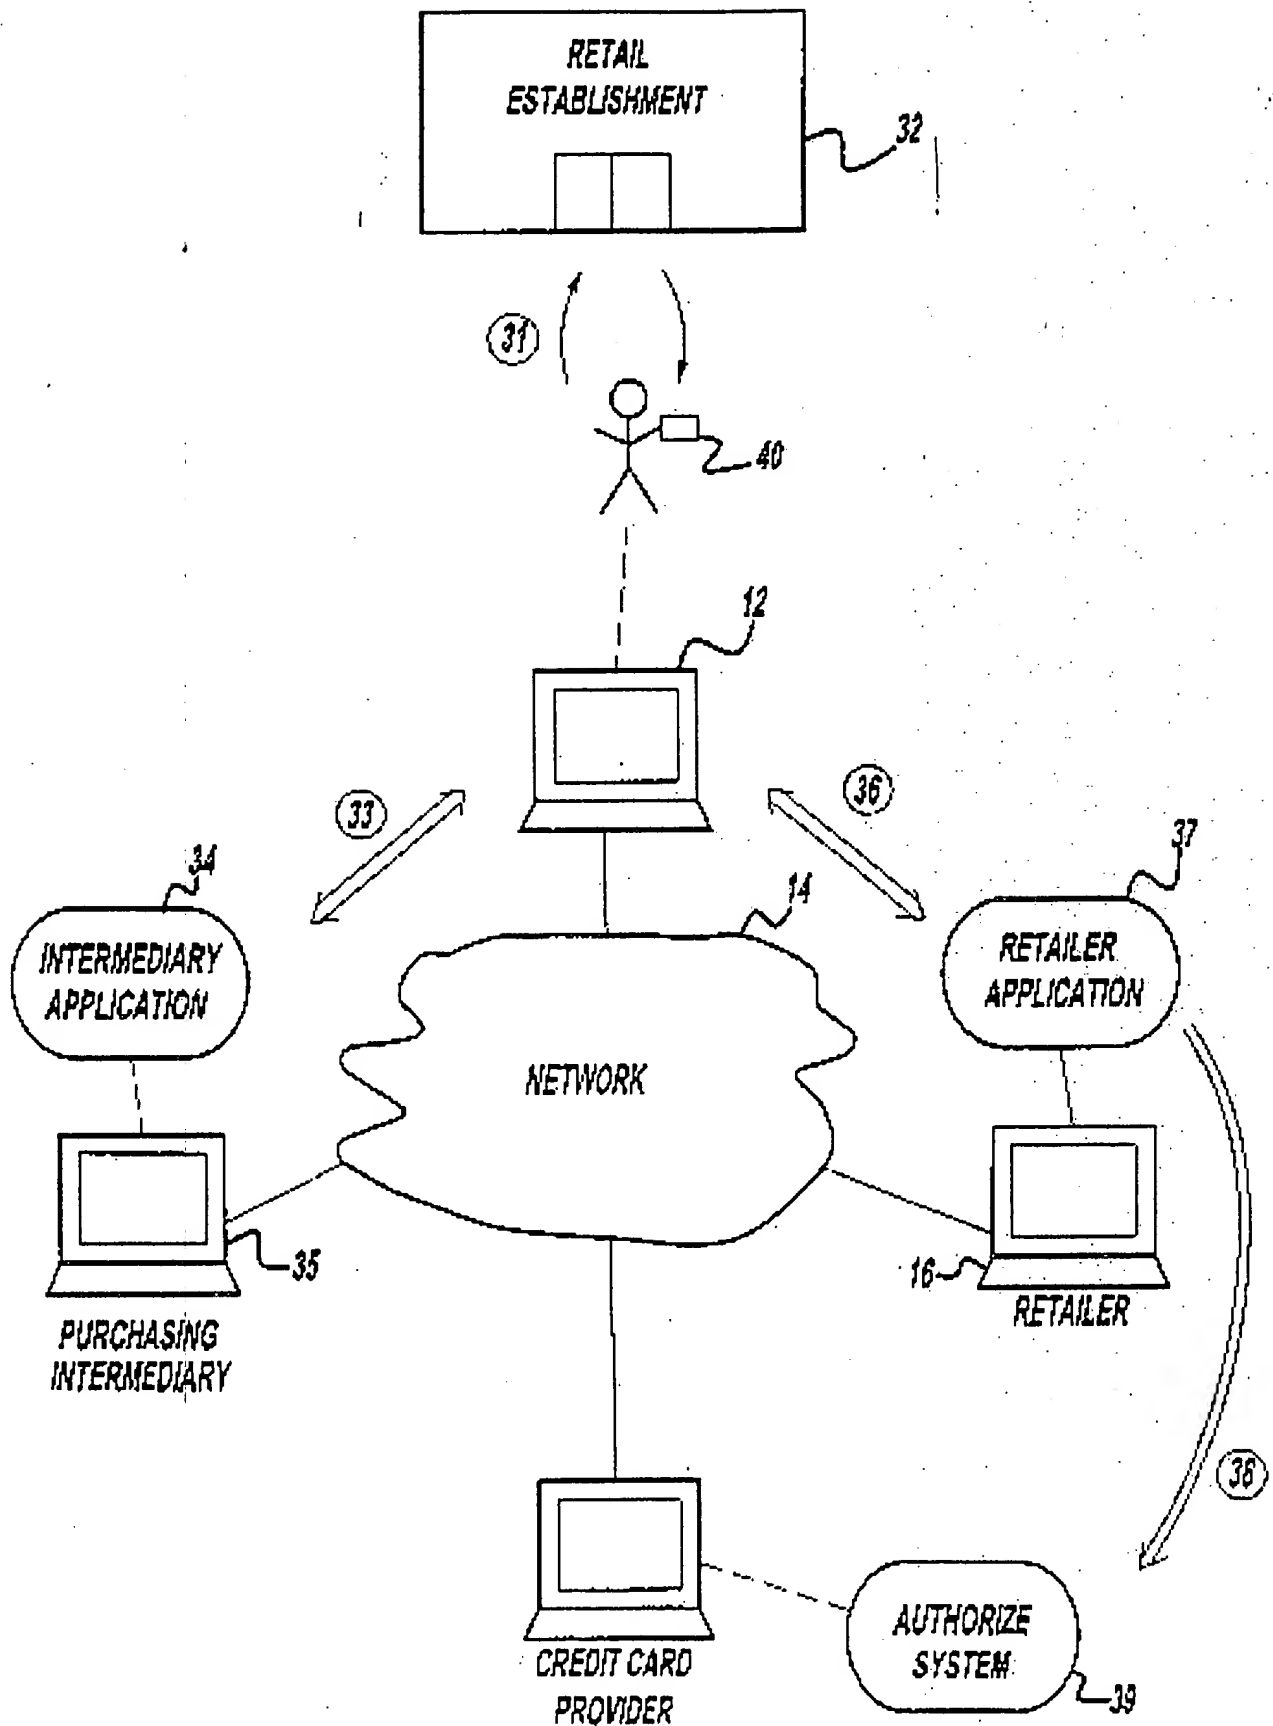 RETAIL
ESTABLISHMENT
32
31
40
12
33
36
34
37
14
INTERMEDIARY
APPLICATION
RETAILER
APPLICATION
NETWORK
35
16
RETAILER
PURCHASING
INTERMEDIARY
38
AUTHORIZE
SYSTEM
CREDIT CARD
PROVIDER
39